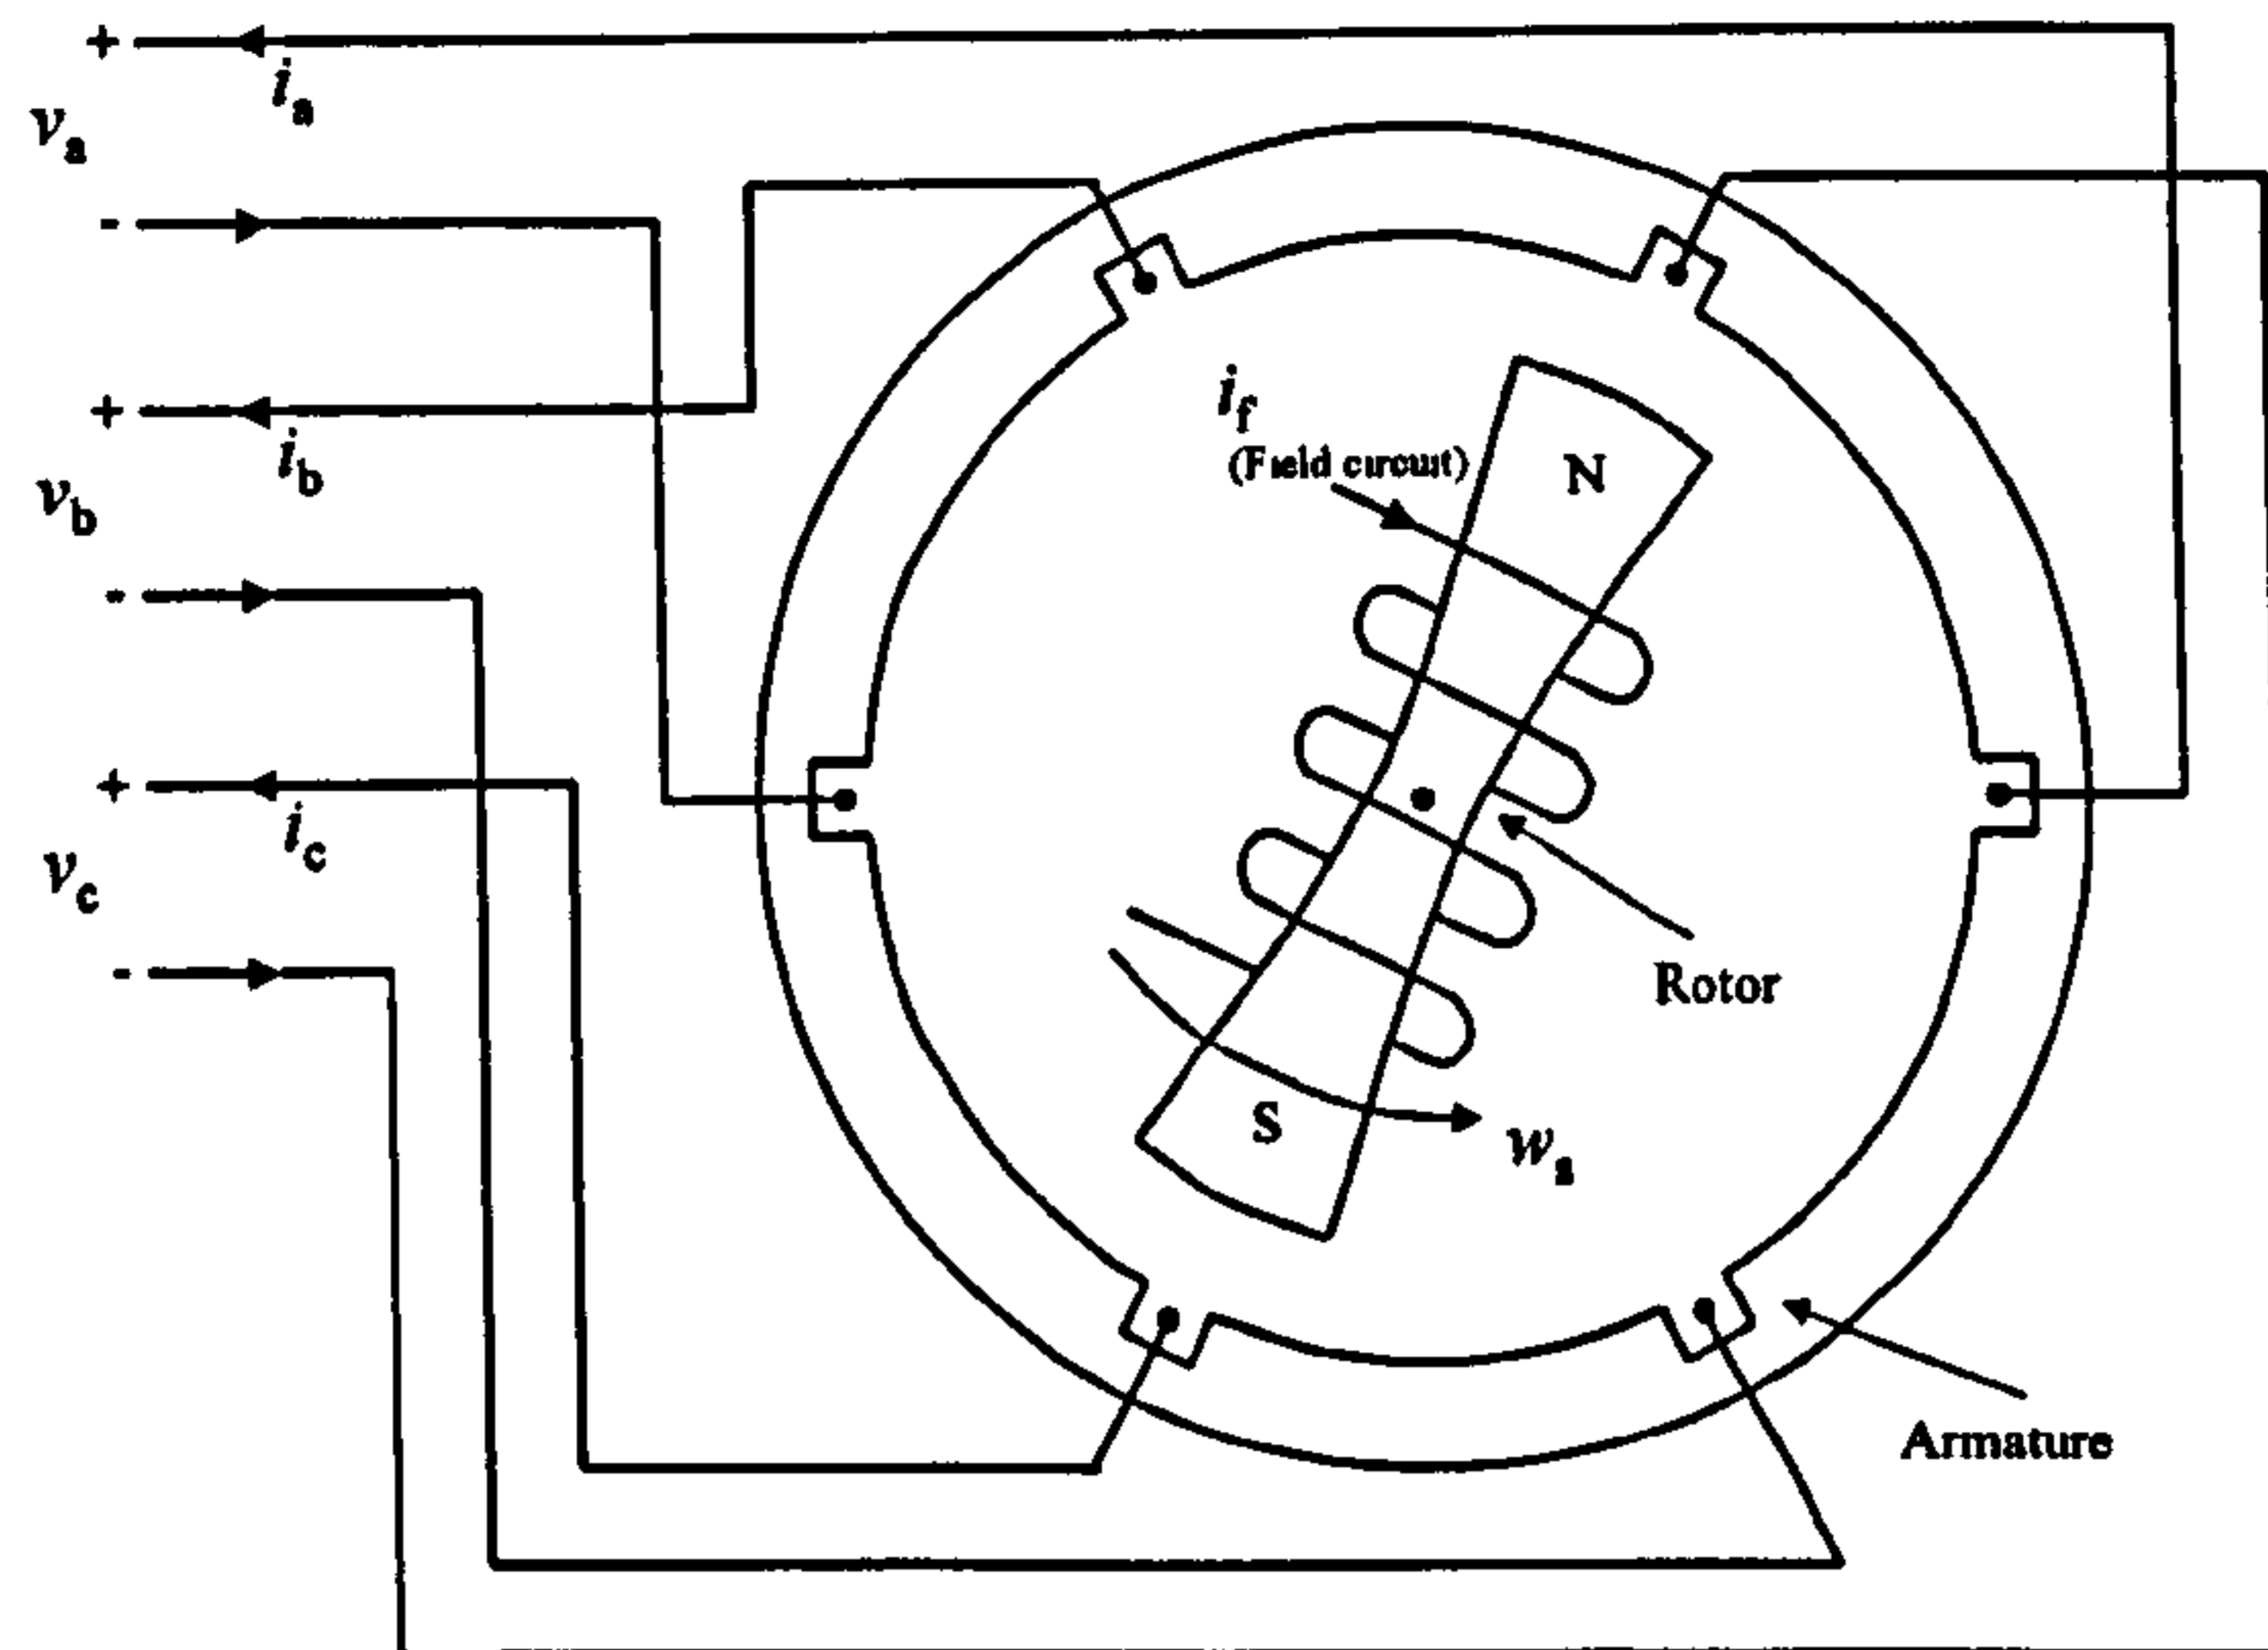 +
i_a
v_a
-
+
i_b
v_b
-
+
i_c
v_c
-
i_f
(Field circuit)
N
Rotor
S
w_s
Armature